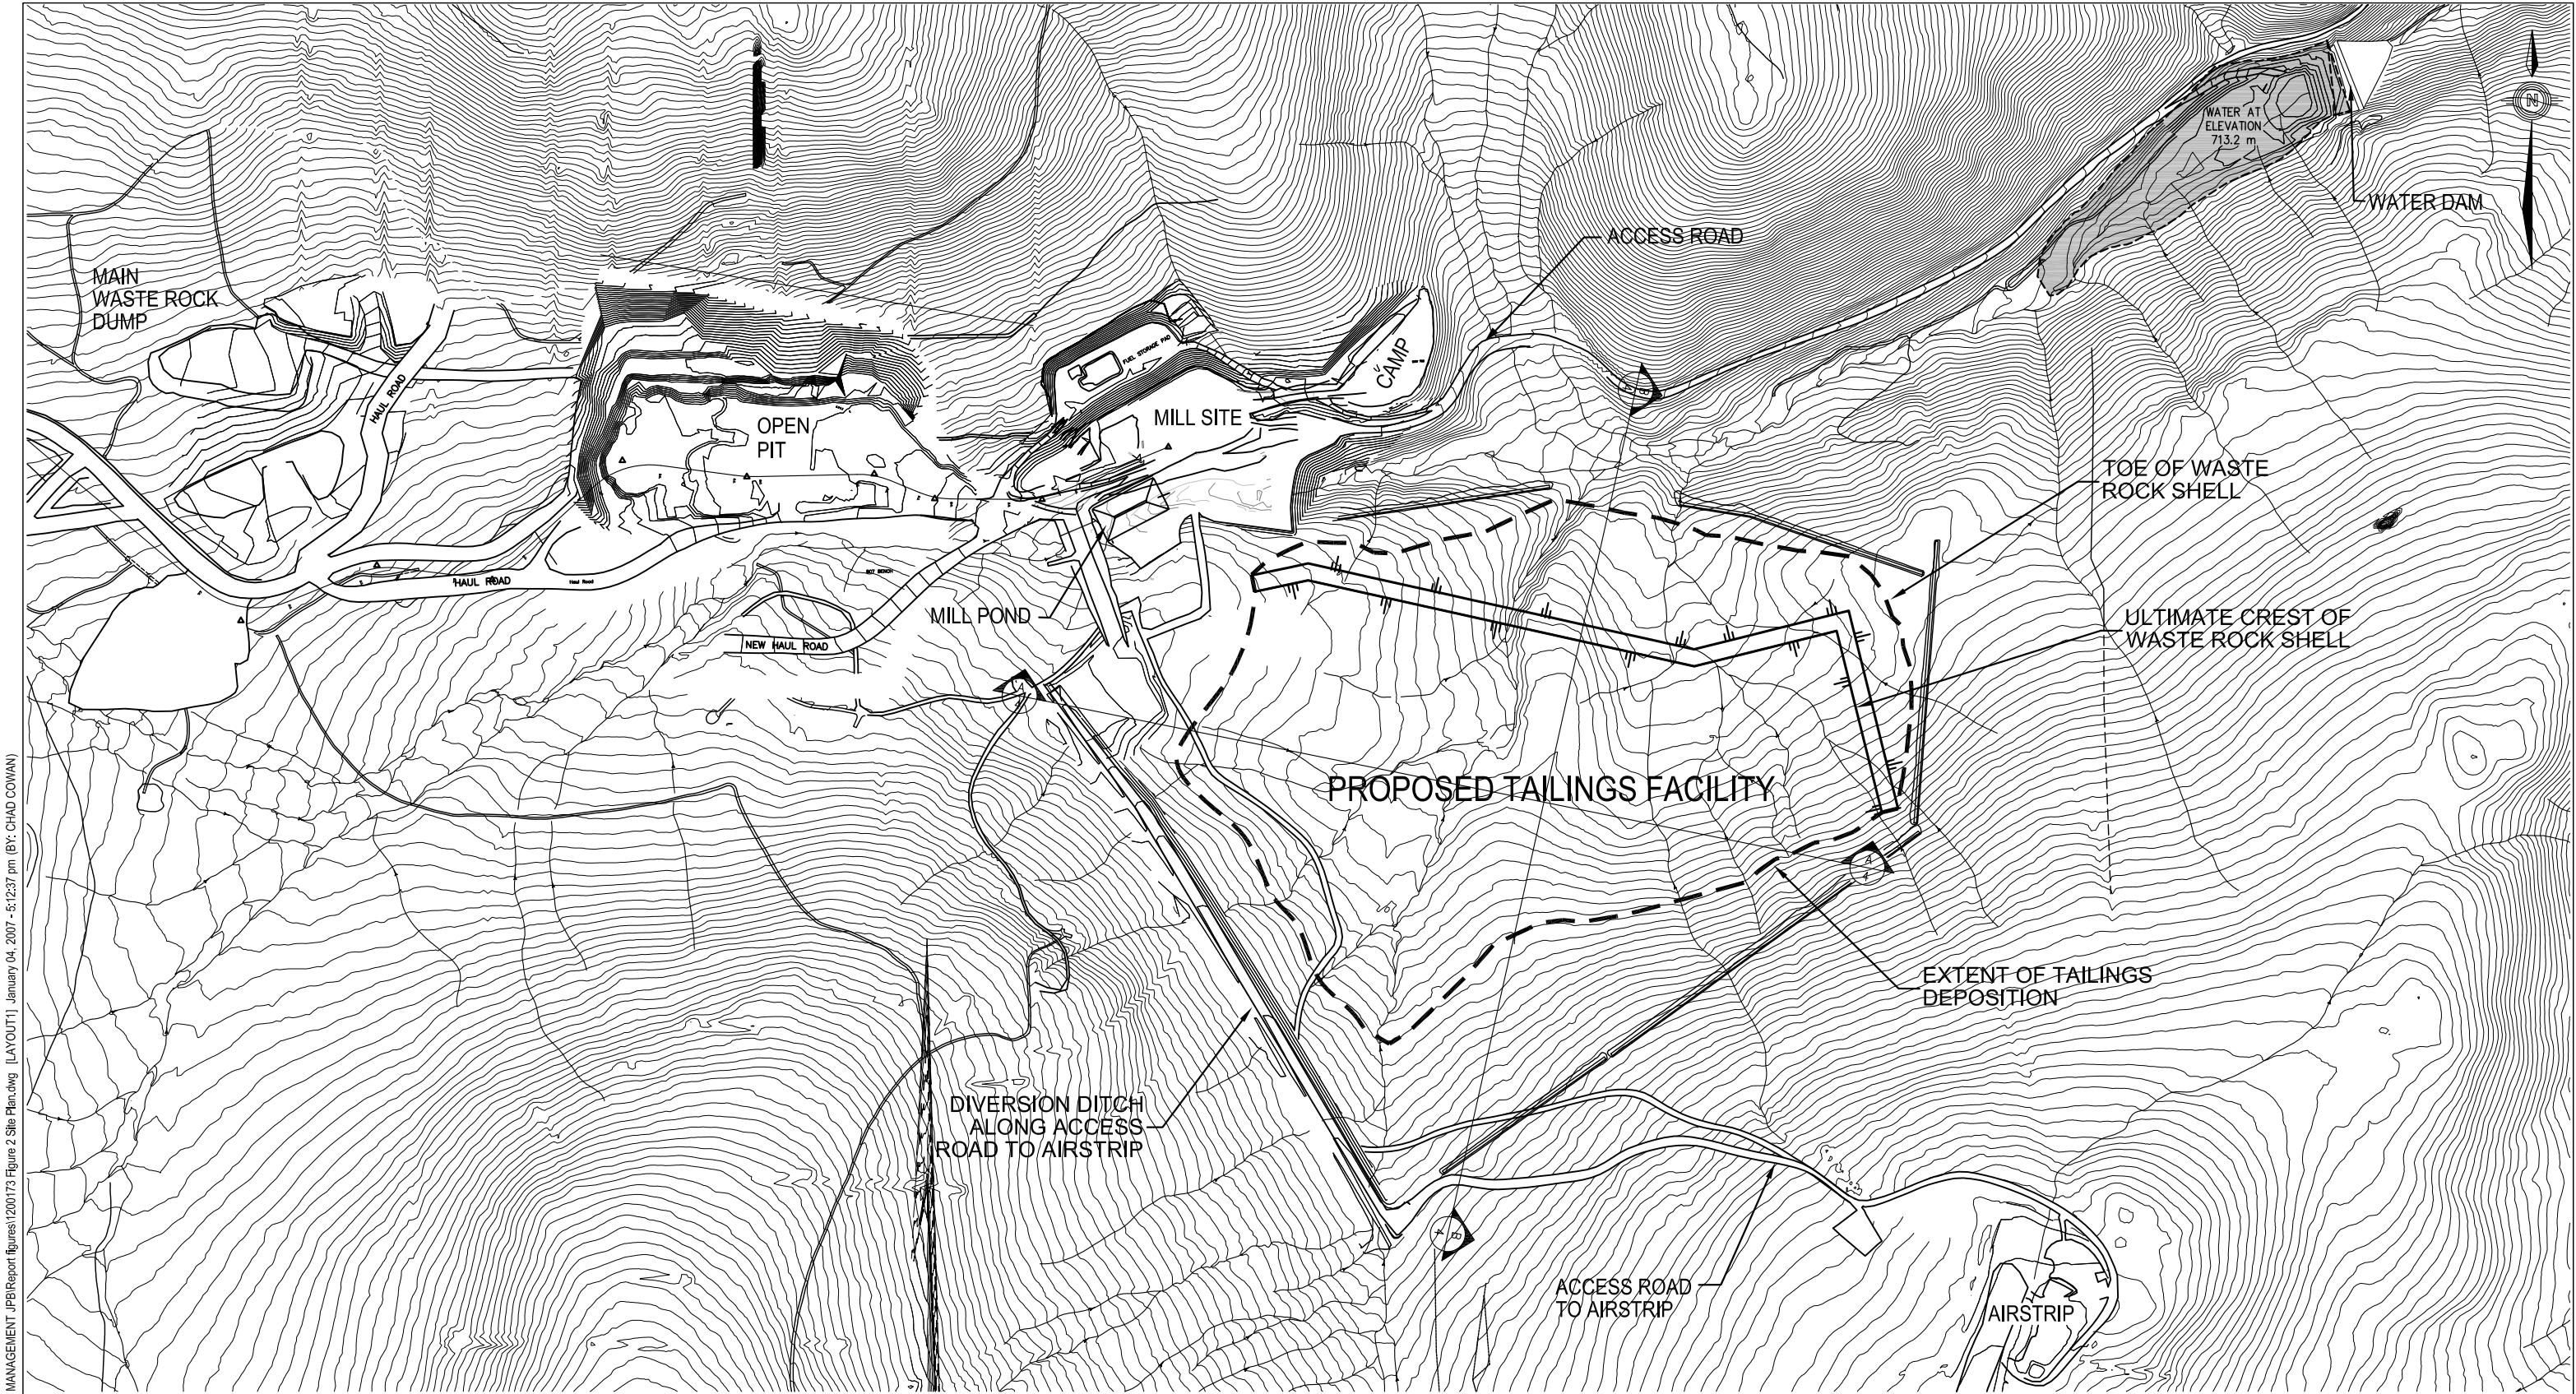 WATER AT
ELEVATION
713.2 m
N
WATER DAM
ACCESS ROAD
MAIN
WASTE ROCK
DUMP
HAUL ROAD
FUEL STORAGE PAD
CAMP
OPEN
PIT
MILL SITE
TOE OF WASTE
ROCK SHELL
HAUL ROAD
Haul Road
MILL POND
NEW HAUL ROAD
ULTIMATE CREST OF
WASTE ROCK SHELL
PROPOSED TAILINGS FACILITY
A
4
EXTENT OF TAILINGS
DEPOSITION
DIVERSION DITCH
ALONG ACCESS
ROAD TO AIRSTRIP
B
4
ACCESS ROAD
TO AIRSTRIP
AIRSTRIP
MANAGEMENT JPB\Report figures\1200173 Figure 2 Site Plan.dwg [LAYOUT1] January 04, 2007 - 5:12:37 pm (BY: CHAD COWAN)